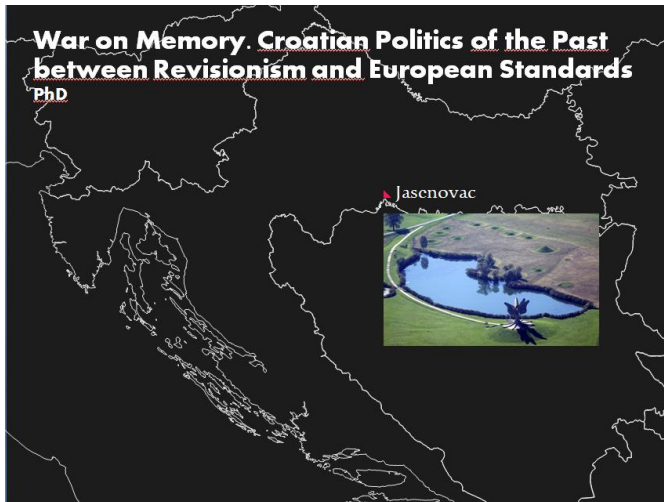 War on Memory. Croatian Politics of the Past
between Revisionism and European Standards
PhD
Jasenovac